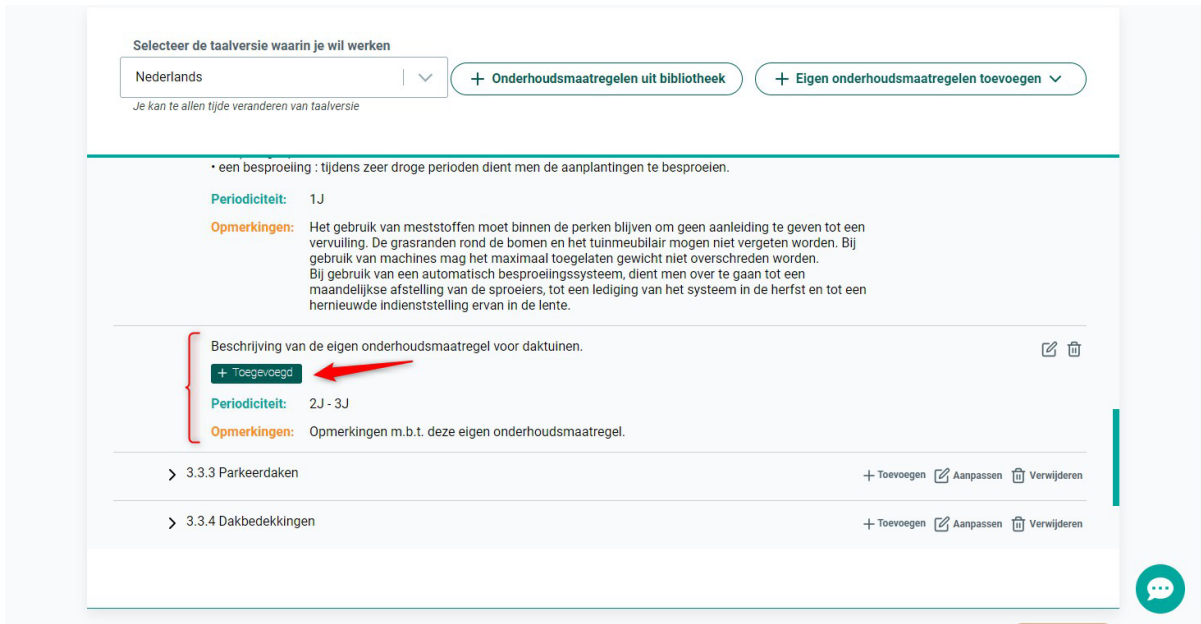 Selecteer de taalversie waarin je wil werken
Nederlands
+ Onderhoudsmaatregelen uit bibliotheek
+ Eigen onderhoudsmaatregelen toevoegen
Je kan te allen tijde veranderen van taalversie
• een besproeiing : tijdens zeer droge perioden dient men de aanplantingen te besproeien.
Periodiciteit: 1J
Opmerkingen: Het gebruik van meststoffen moet binnen de perken blijven om geen aanleiding te geven tot een
vervuiling. De grasranden rond de bomen en het tuinmeubilair mogen niet vergeten worden. Bij
gebruik van machines mag het maximaal toegelaten gewicht niet overschreden worden.
Bij gebruik van een automatisch besproeiingssysteem, dient men over te gaan tot een
maandelijkse afstelling van de sproeiers, tot een lediging van het systeem in de herfst en tot een
hernieuwde indienststelling ervan in de lente.
Beschrijving van de eigen onderhoudsmaatregel voor daktuinen.
+ Toegevoegd
Periodiciteit: 2J - 3J
Opmerkingen: Opmerkingen m.b.t. deze eigen onderhoudsmaatregel.
3.3.3 Parkeerdaken
+ Toevoegen Aanpassen Verwijderen
3.3.4 Dakbedekkingen
+ Toevoegen Aanpassen Verwijderen